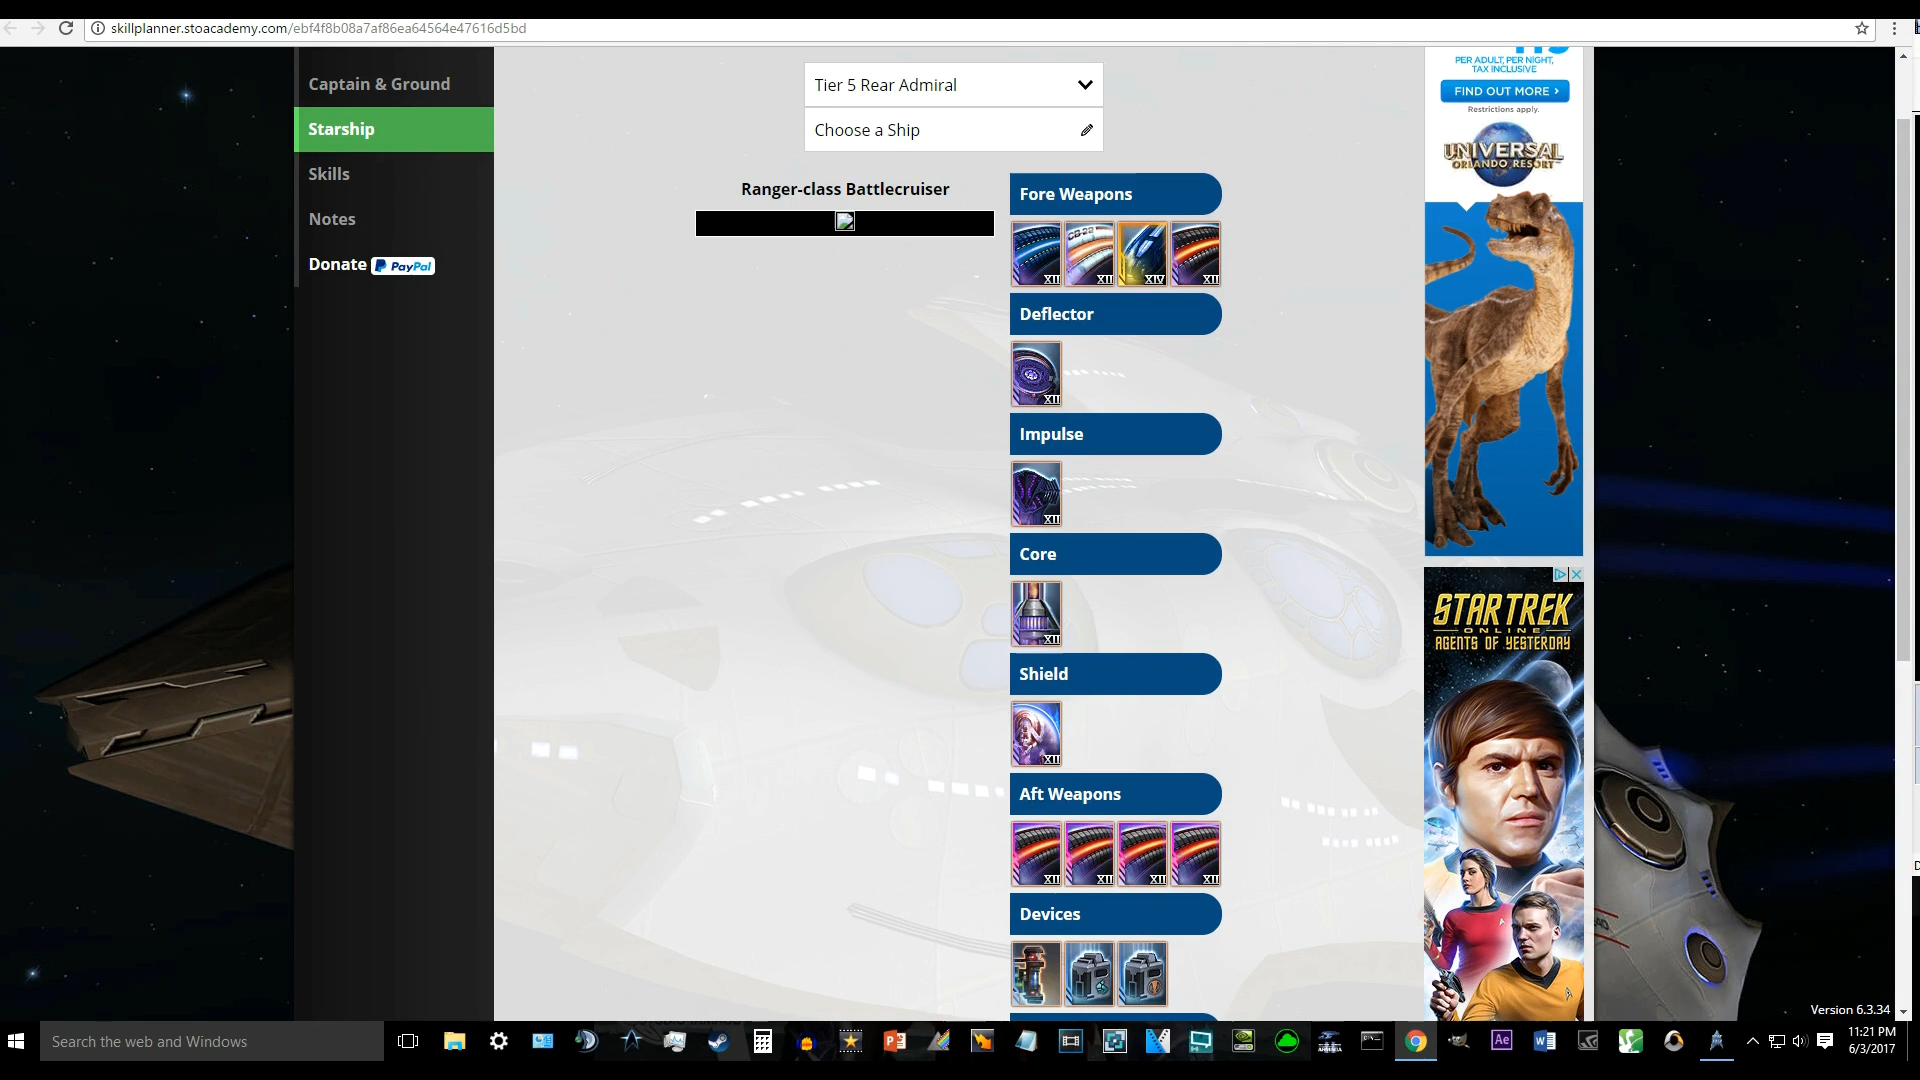 skillplanner.stoacademy.com/ebf4f8b08a7af86ea64564e47616d5bd
Captain & Ground
Starship
Skills
Notes
Donate PayPal
Tier 5 Rear Admiral
Choose a Ship
Ranger-class Battlecruiser
Fore Weapons
XII
CB-22
XII
XIV
XII
Deflector
XII
Impulse
XII
Core
XII
Shield
XII
Aft Weapons
XII
XII
XII
XII
Devices
PER ADULT, PER NIGHT,
TAX INCLUSIVE
FIND OUT MORE >
Restrictions apply.
UNIVERSAL
ORLANDO RESORT
STAR TREK
ONLINE
AGENTS OF YESTERDAY
Version 6.3.34
Search the web and Windows
Ae
11:21 PM
6/3/2017